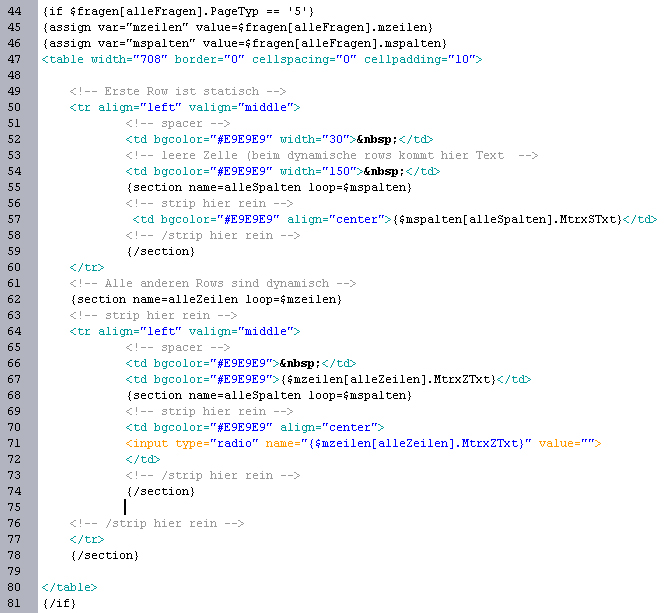 44 {if $fragen[alleFragen].PageTyp == '5'}
45 {assign var="mzeilen" value=$fragen[alleFragen].mzeilen}
46 {assign var="mspalten" value=$fragen[alleFragen].mspalten}
47 <table width="708" border="0" cellspacing="0" cellpadding="10">
48
49 <!-- Erste Row ist statisch -->
50 <tr align="left" valign="middle">
51 <!-- spacer -->
52 <td bgcolor="#E9E9E9" width="30">&nbsp;</td>
53 <!-- leere Zelle (beim dynamische rows kommt hier Text  -->
54 <td bgcolor="#E9E9E9" width="150">&nbsp;</td>
55 {section name=alleSpalten loop=$mspalten}
56 <!-- strip hier rein -->
57 <td bgcolor="#E9E9E9" align="center">{$mspalten[alleSpalten].MtrxSTxt}</td>
58 <!-- /strip hier rein -->
59 {/section}
60 </tr>
61 <!-- Alle anderen Rows sind dynamisch -->
62 {section name=alleZeilen loop=$mzeilen}
63 <!-- strip hier rein -->
64 <tr align="left" valign="middle">
65 <!-- spacer -->
66 <td bgcolor="#E9E9E9">&nbsp;</td>
67 <td bgcolor="#E9E9E9">{$mzeilen[alleZeilen].MtrxZTxt}</td>
68 {section name=alleSpalten loop=$mspalten}
69 <!-- strip hier rein -->
70 <td bgcolor="#E9E9E9" align="center">
71 <input type="radio" name="{$mzeilen[alleZeilen].MtrxZTxt}" value="">
72 </td>
73 <!-- /strip hier rein -->
74 {/section}
75
76 <!-- /strip hier rein -->
77 </tr>
78 {/section}
79
80 </table>
81 {/if}